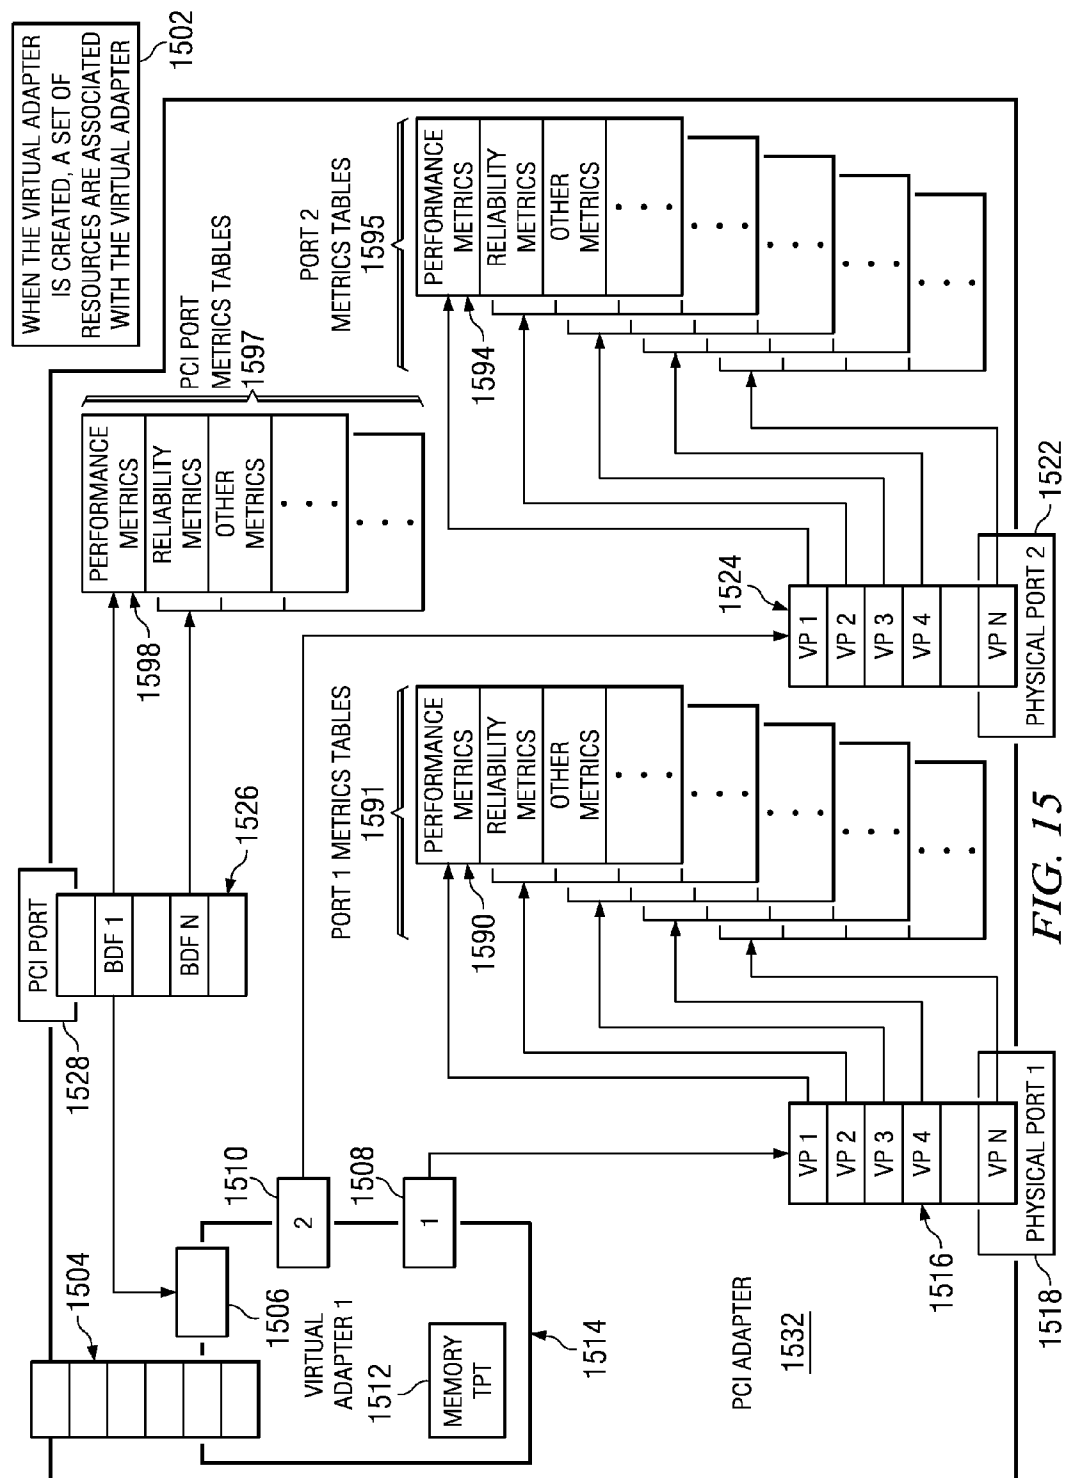 WHEN THE VIRTUAL ADAPTER
IS CREATED, A SET OF
RESOURCES ARE ASSOCIATED
WITH THE VIRTUAL ADAPTER
1502
1504
1506
VIRTUAL
ADAPTER 1
1512
MEMORY
TPT
1514
2
1510
1
1508
PCI PORT
1528
BDF 1
BDF N
1526
PCI PORT
METRICS TABLES
1597
PERFORMANCE
METRICS
RELIABILITY
METRICS
OTHER
METRICS
1598
PORT 1 METRICS TABLES
1591
PERFORMANCE
METRICS
RELIABILITY
METRICS
OTHER
METRICS
1590
PORT 2
METRICS TABLES
1595
PERFORMANCE
METRICS
RELIABILITY
METRICS
OTHER
METRICS
1594
PCI ADAPTER
1532
VP 1
VP 2
VP 3
VP 4
VP N
1516
PHYSICAL PORT 1
1518
1524
VP 1
VP 2
VP 3
VP 4
VP N
PHYSICAL PORT 2
1522
FIG. 15